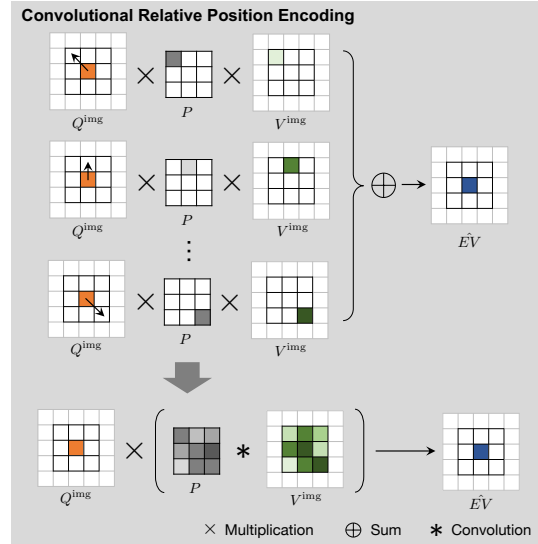 Convolutional Relative Position Encoding
× ×
Q^img P V^img
× ×
Q^img P V^img
⊕ → ÊV
⋮
× ×
Q^img P V^img
× ( * )
Q^img P V^img ÊV
× Multiplication ⊕ Sum * Convolution